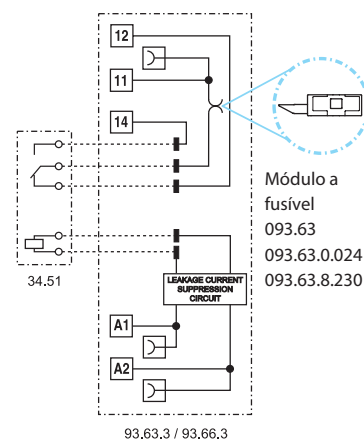 12
11
14
Módulo a
fusível
093.63
093.63.0.024
093.63.8.230
34.51
LEAKAGE CURRENT
SUPPRESSION
CIRCUIT
A1
A2
93.63.3 / 93.66.3